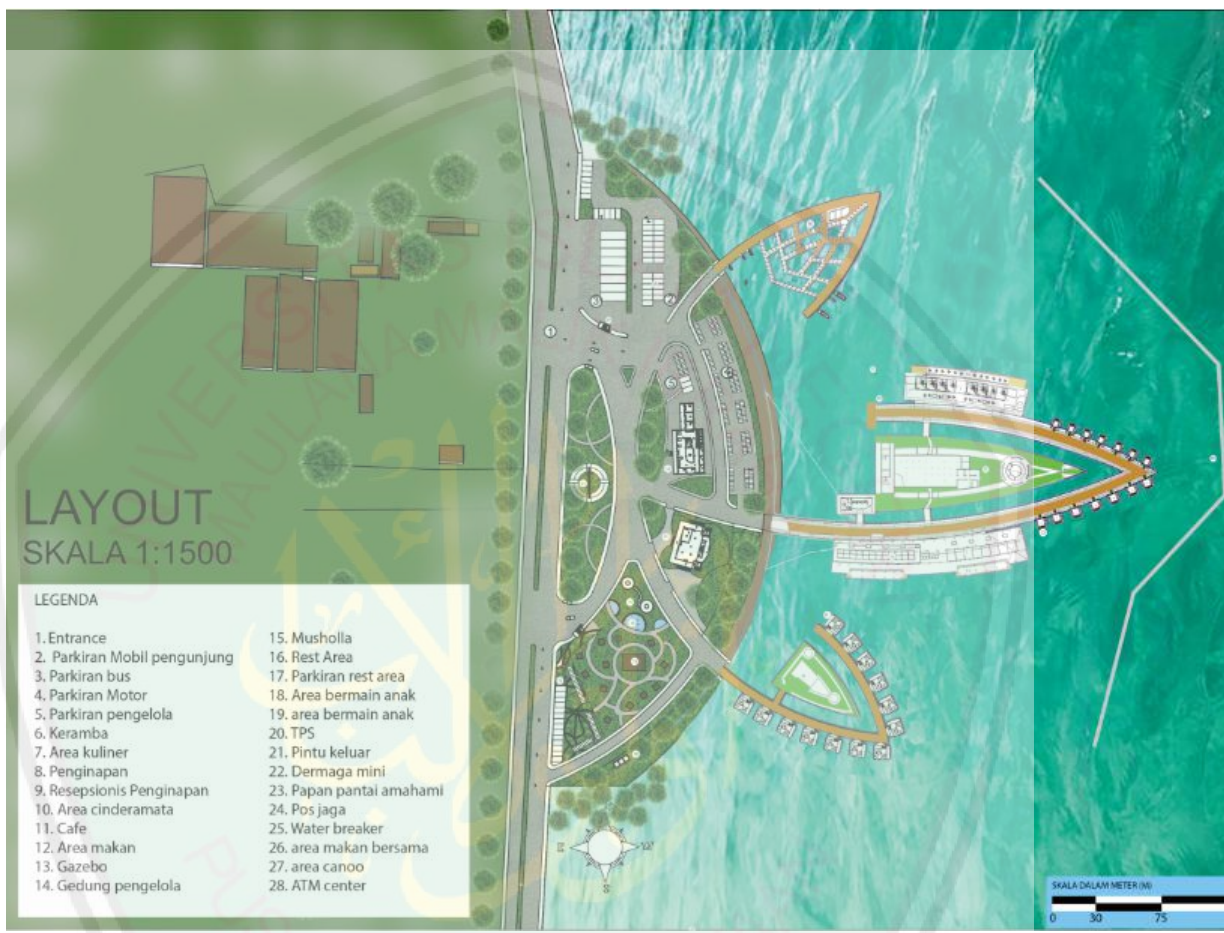 LAYOUT
SKALA 1:1500
LEGENDA
1. Entrance
2. Parkiran Mobil pengunjung
3. Parkiran bus
4. Parkiran Motor
5. Parkiran pengelola
6. Keramba
7. Area kuliner
8. Penginapan
9. Resepsionis Penginapan
10. Area cinderamata
11. Cafe
12. Area makan
13. Gazebo
14. Gedung pengelola
15. Musholla
16. Rest Area
17. Parkiran rest area
18. Area bermain anak
19. area bermain anak
20. TPS
21. Pintu keluar
22. Dermaga mini
23. Papan pantai amahami
24. Pos jaga
25. Water breaker
26. area makan bersama
27. area canoo
28. ATM center
1
2
3
5
SKALA DALAM METER (M)
0 30 75